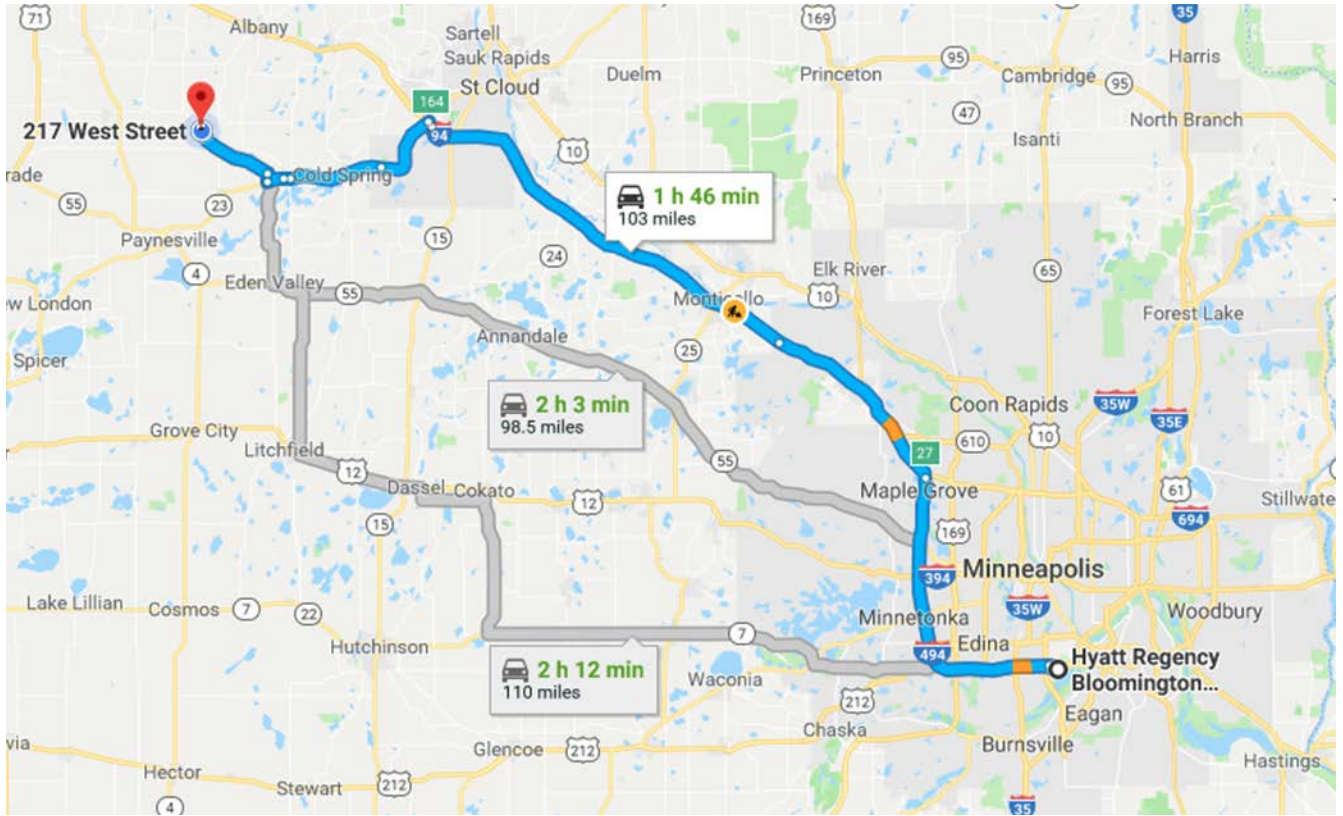 71
Albany
Sartell
Sauk Rapids
169
35
Duelm
St Cloud
Princeton
95
Cambridge
95
Harris
164
94
217 West Street
10
47
Isanti
North Branch
rade
55
23
Cold Spring
1 h 46 min
103 miles
Paynesville
15
24
4
Eden Valley
55
Elk River
10
65
ew London
Monticello
Forest Lake
Annandale
25
Spicer
2 h 3 min
98.5 miles
Coon Rapids
35W
35E
Grove City
610
10
Litchfield
27
12
55
Dassel
Cokato
12
Maple Grove
61
Stillwate
15
169
694
394
Minneapolis
Lake Lillian
Cosmos
7
22
35W
Woodbury
Minnetonka
Hutchinson
7
Edina
494
Hyatt Regency
Bloomington...
2 h 12 min
110 miles
Waconia
212
Eagan
Chaska
via
Glencoe
212
Burnsville
Hastings
Hector
Stewart
212
4
35